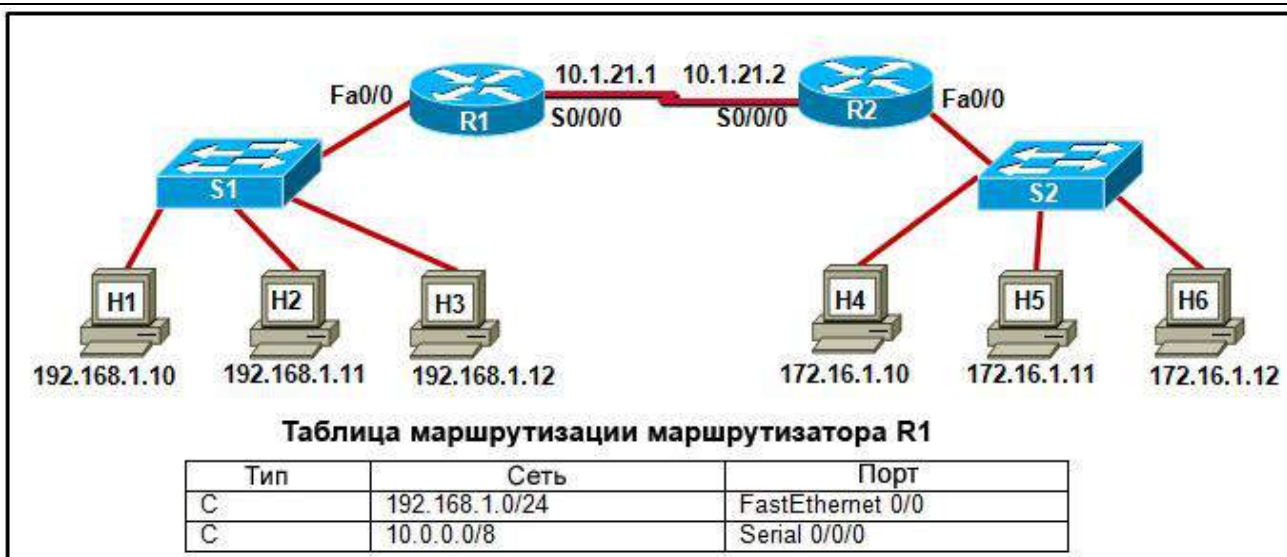 10.1.21.1 10.1.21.2
Fa0/0 Fa0/0
R1 S0/0/0 S0/0/0 R2
S1 S2
H1 H2 H3 H4 H5 H6
192.168.1.10 192.168.1.11 192.168.1.12 172.16.1.10 172.16.1.11 172.16.1.12
Таблица маршрутизации маршрутизатора R1
Тип Сеть Порт
C 192.168.1.0/24 FastEthernet 0/0
C 10.0.0.0/8 Serial 0/0/0